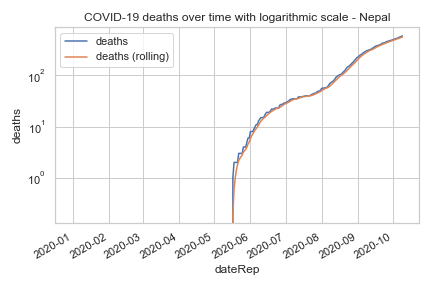 COVID-19 deaths over time with logarithmic scale - Nepal
deaths
deaths (rolling)
10²
10¹
10⁰
deaths
2020-01
2020-02
2020-03
2020-04
2020-05
2020-06
2020-07
2020-08
2020-09
2020-10
dateRep